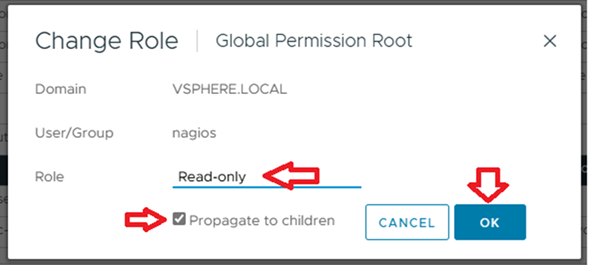 Change Role | Global Permission Root
Domain VSPHERE.LOCAL
User/Group nagios
Role Read-only
Propagate to children CANCEL OK